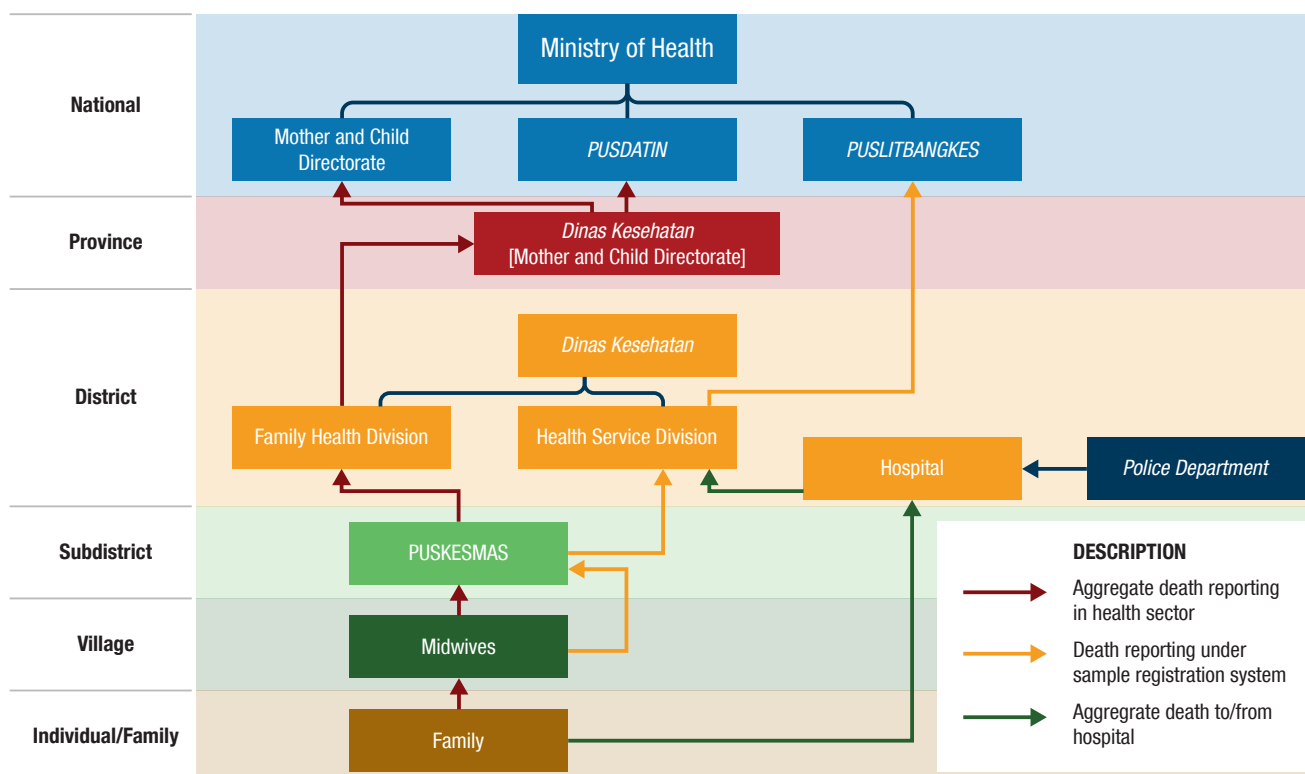 Ministry of Health
National
Mother and Child
Directorate
PUSDATIN
PUSLITBANGKES
Province
Dinas Kesehatan
[Mother and Child Directorate]
District
Dinas Kesehatan
Family Health Division
Health Service Division
Hospital
Police Department
Subdistrict
PUSKESMAS
Village
Midwives
Individual/Family
Family
DESCRIPTION
Aggregate death reporting
in health sector
Death reporting under
sample registration system
Aggregrate death to/from
hospital